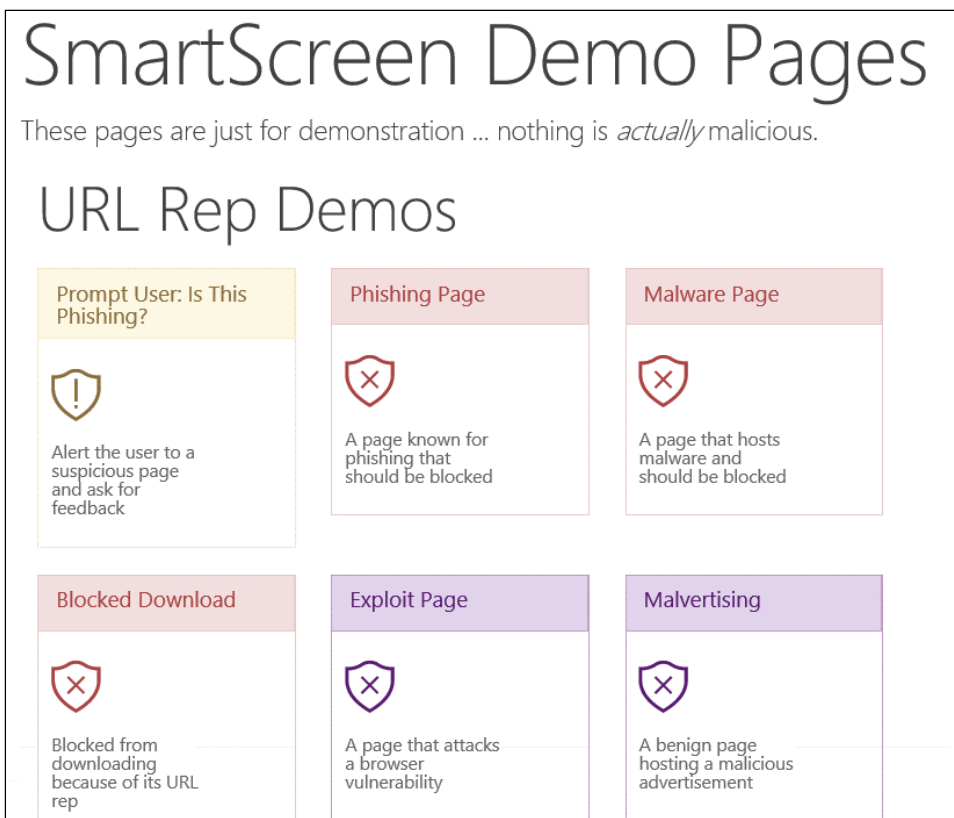 SmartScreen Demo Pages
These pages are just for demonstration ... nothing is actually malicious.
URL Rep Demos
Prompt User: Is This
Phishing?
Alert the user to a
suspicious page
and ask for
feedback
Phishing Page
A page known for
phishing that
should be blocked
Malware Page
A page that hosts
malware and
should be blocked
Blocked Download
Blocked from
downloading
because of its URL
rep
Exploit Page
A page that attacks
a browser
vulnerability
Malvertising
A benign page
hosting a malicious
advertisement